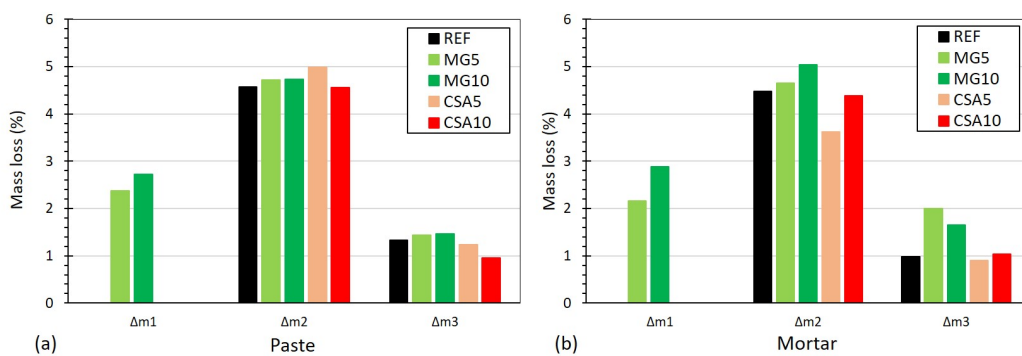 Mass loss (%)
6
5
4
3
2
1
0
REF
MG5
MG10
CSA5
CSA10
Δm1
Δm2
Δm3
(a)
Paste
Mass loss (%)
6
5
4
3
2
1
0
REF
MG5
MG10
CSA5
CSA10
Δm1
Δm2
Δm3
(b)
Mortar